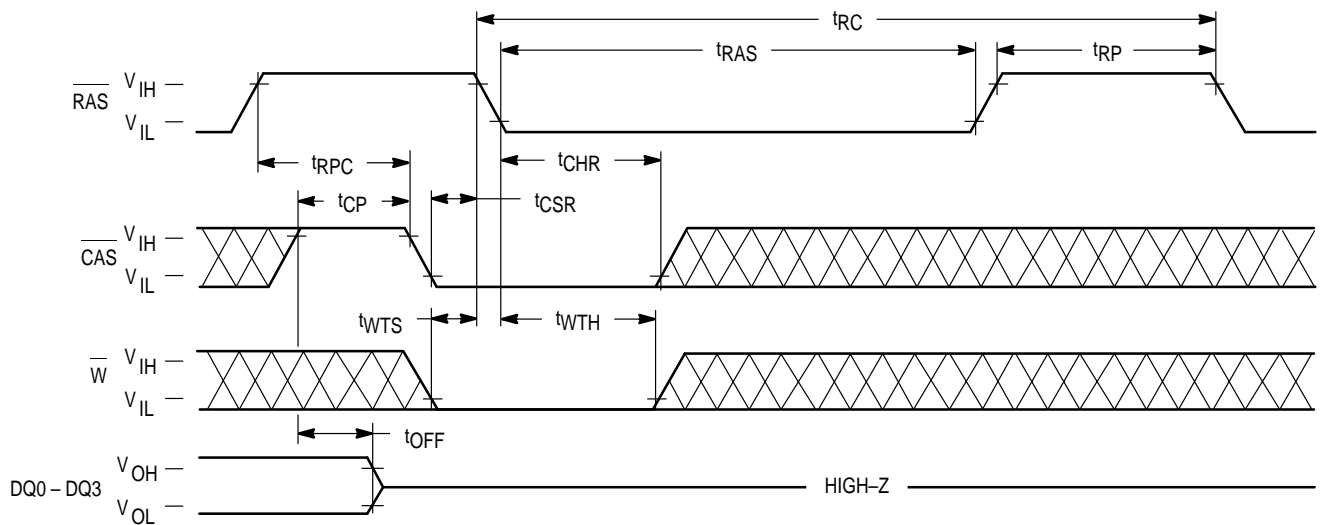 tRC
tRAS
tRP
RAS
VIH
VIL
tRPC
tCHR
tCP
tCSR
CAS
VIH
VIL
tWTS
tWTH
W
VIH
VIL
tOFF
DQ0 – DQ3
VOH
VOL
HIGH–Z